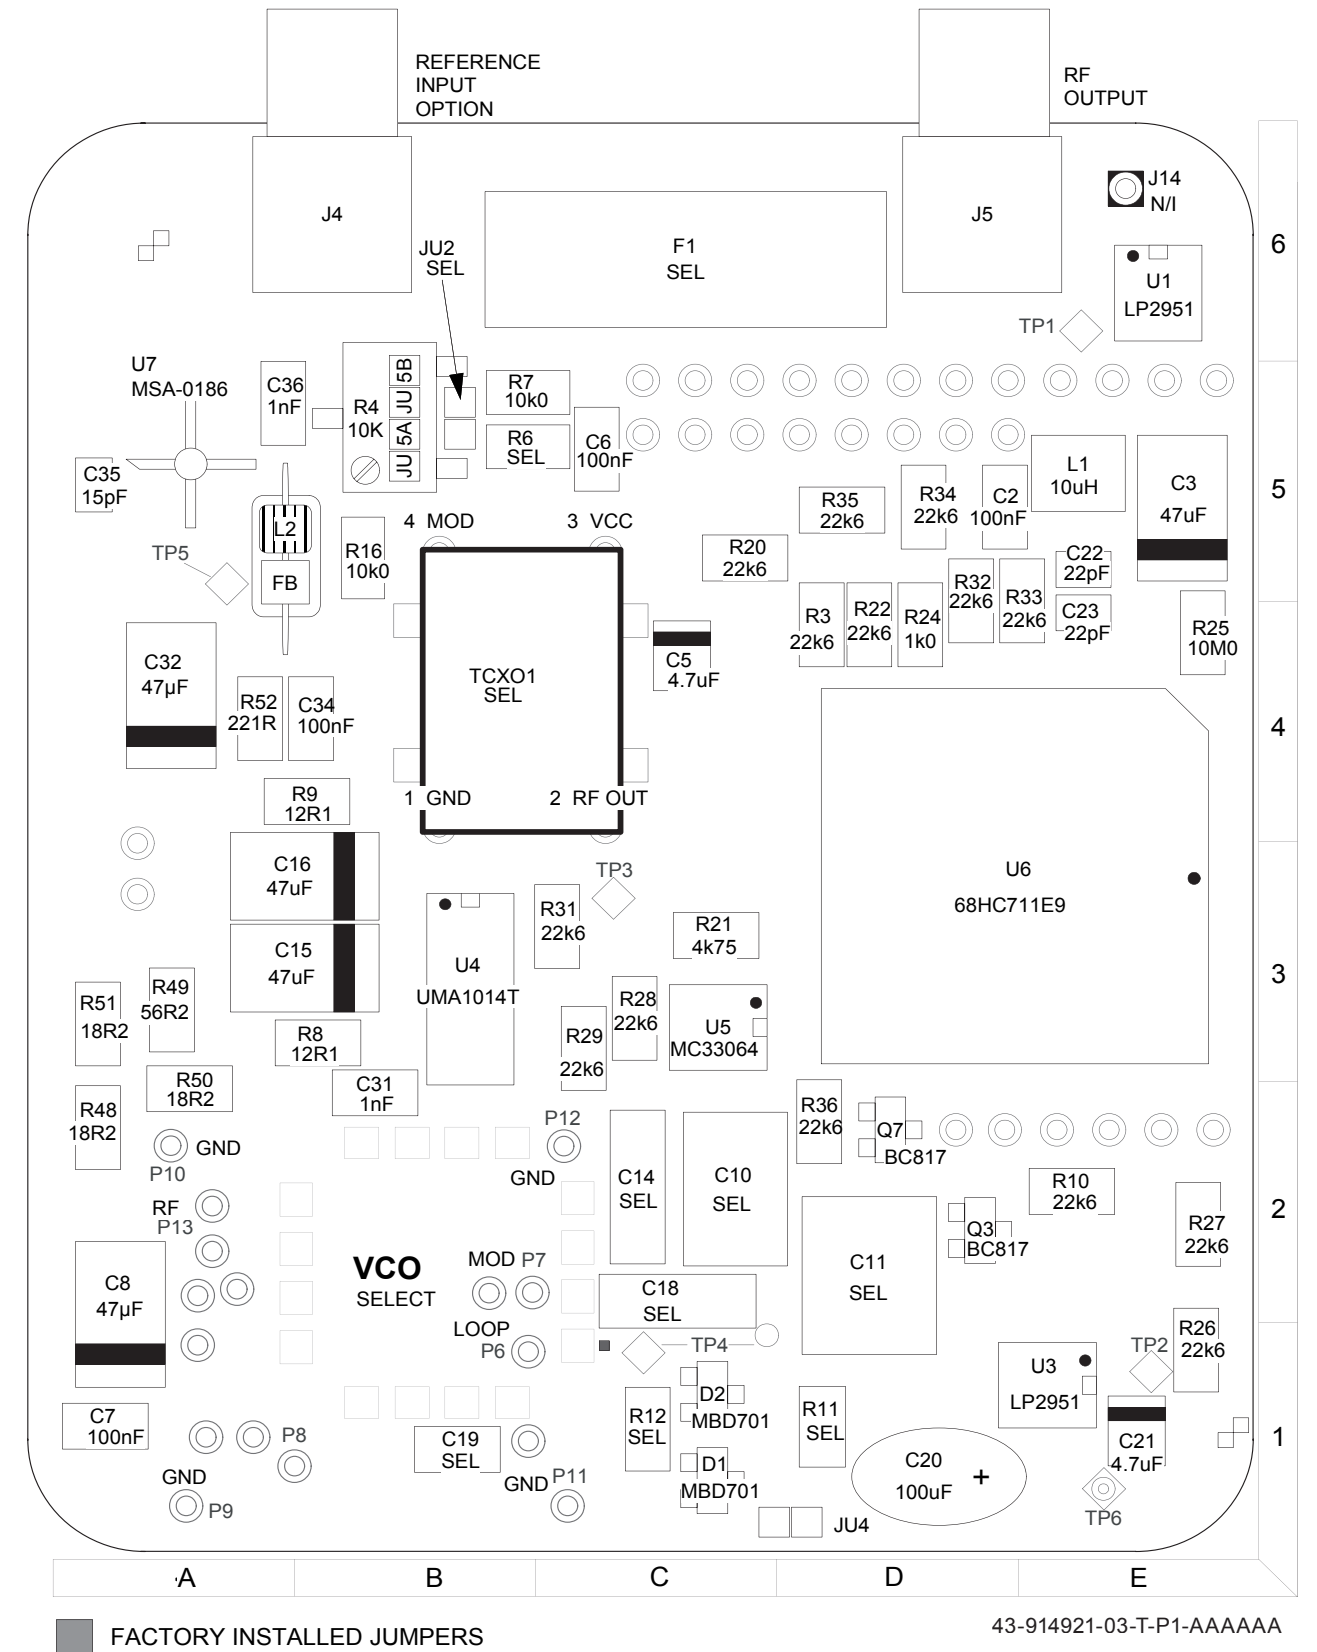 REFERENCE
INPUT
OPTION
RF
OUTPUT
J4
J5
J14
N/I
F1
SEL
JU2
SEL
U1
LP2951
TP1
6
U7
MSA-0186
C36
1nF
R4
10K
JU 5B
JU 5A
R7
10k0
R6
SEL
C6
100nF
C35
15pF
L2
FB
TP5
R16
10k0
4 MOD
3 VCC
R35
22k6
R34
22k6
C2
100nF
L1
10uH
C3
47uF
5
R20
22k6
C22
22pF
R32
22k6
R33
22k6
C23
22pF
R3
22k6
R22
22k6
R24
1k0
R25
10M0
C32
47µF
TCXO1
SEL
C5
4.7uF
R52
221R
C34
100nF
4
R9
12R1
1 GND
2 RF OUT
C16
47uF
TP3
U6
68HC711E9
R31
22k6
R21
4k75
C15
47uF
U4
UMA1014T
3
R51
18R2
R49
56R2
R28
22k6
U5
MC33064
R8
12R1
R29
22k6
R50
18R2
C31
1nF
R48
18R2
P12
GND
R36
22k6
Q7
BC817
GND
P10
C14
SEL
C10
SEL
R10
22k6
RF
P13
Q3
BC817
R27
22k6
2
VCO
SELECT
MOD P7
C8
47µF
C18
SEL
C11
SEL
LOOP
P6
TP4
R26
22k6
TP2
U3
LP2951
D2
MBD701
C7
100nF
P8
C19
SEL
R12
SEL
R11
SEL
C21
4.7uF
1
D1
MBD701
C20
100uF
+
GND
P9
GND P11
JU4
TP6
A
B
C
D
E
43-914921-03-T-P1-AAAAAA
FACTORY INSTALLED JUMPERS